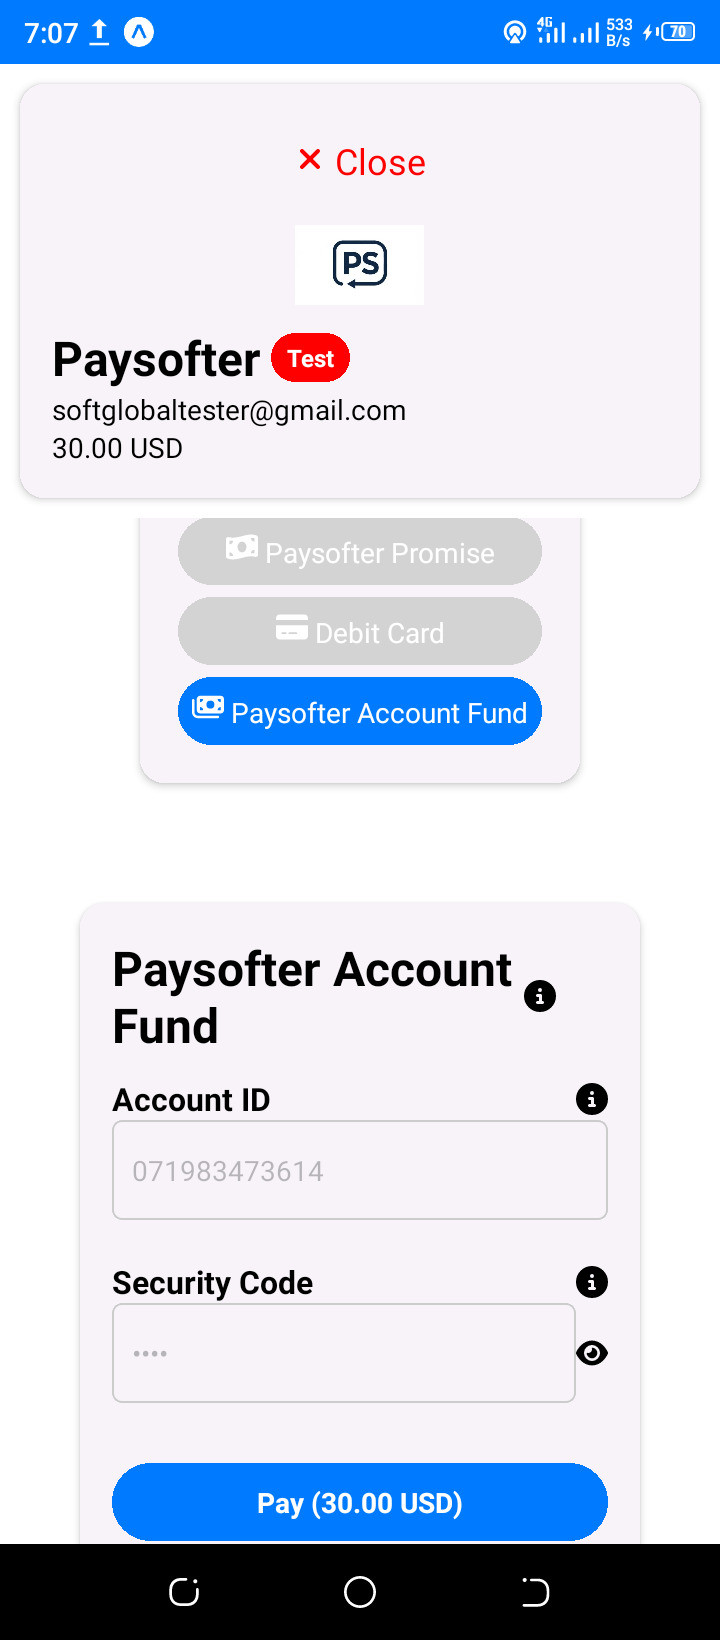 7:07
4G
533 B/s
70
Close
PS
Paysofter Test
softglobaltester@gmail.com
30.00 USD
Paysofter Promise
Debit Card
Paysofter Account Fund
Paysofter Account
Fund
Account ID
071983473614
Security Code
••••
Pay (30.00 USD)